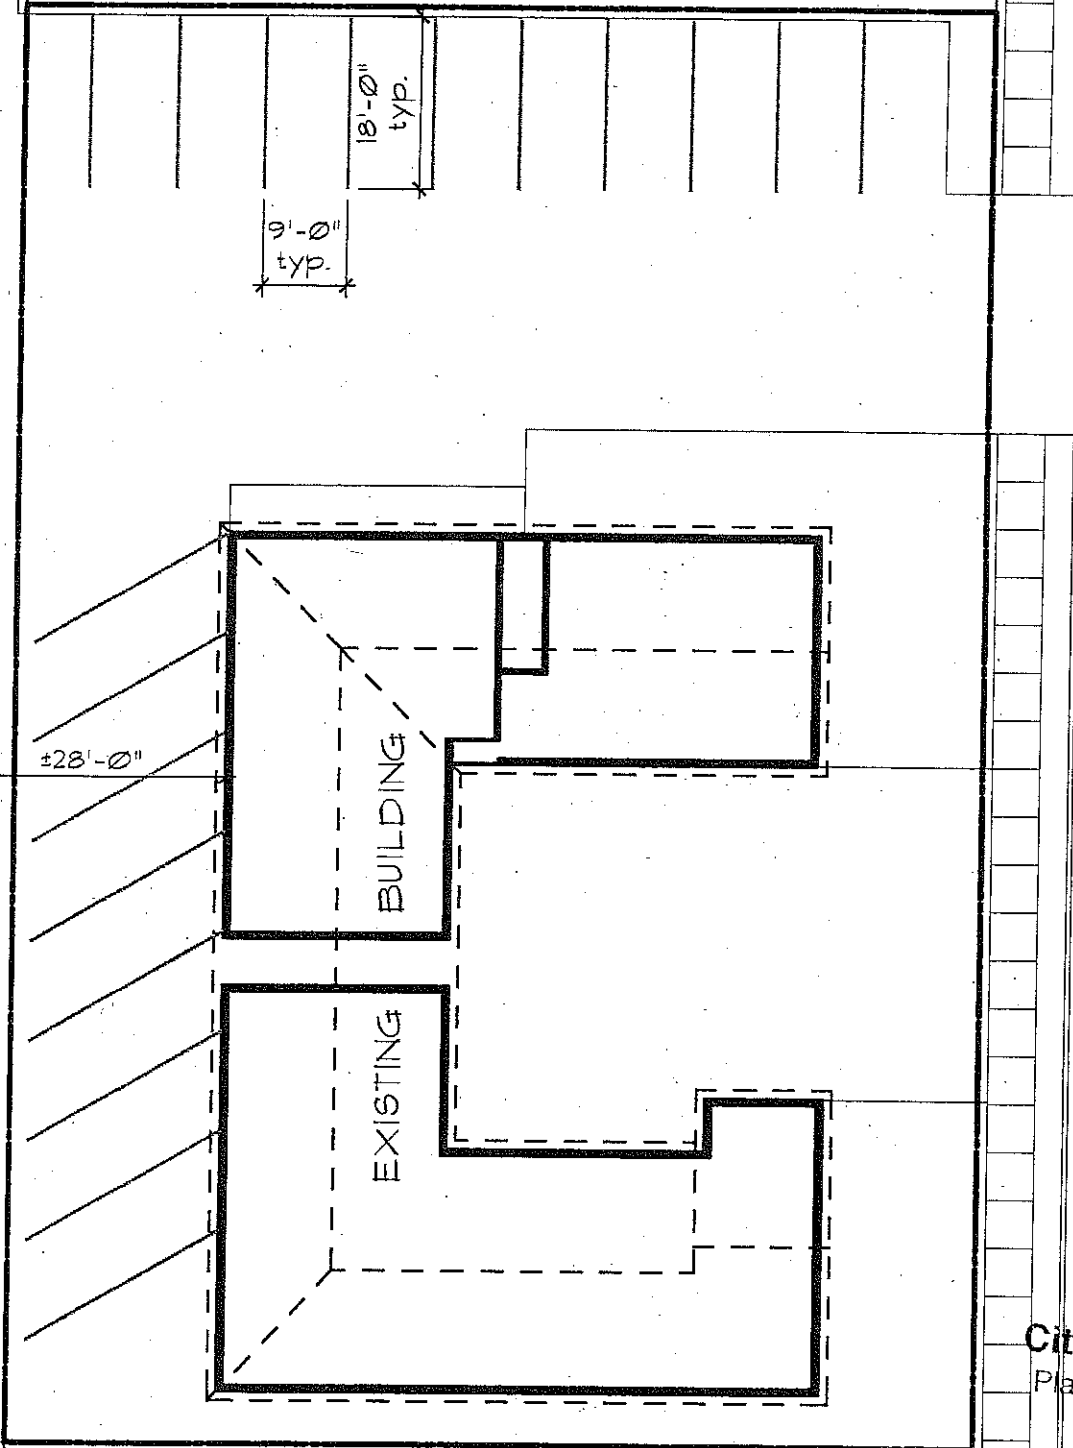 18'-0"
typ.
9'-0"
typ.
±28'-0"
BUILDING
EXISTING
Cit
Pla